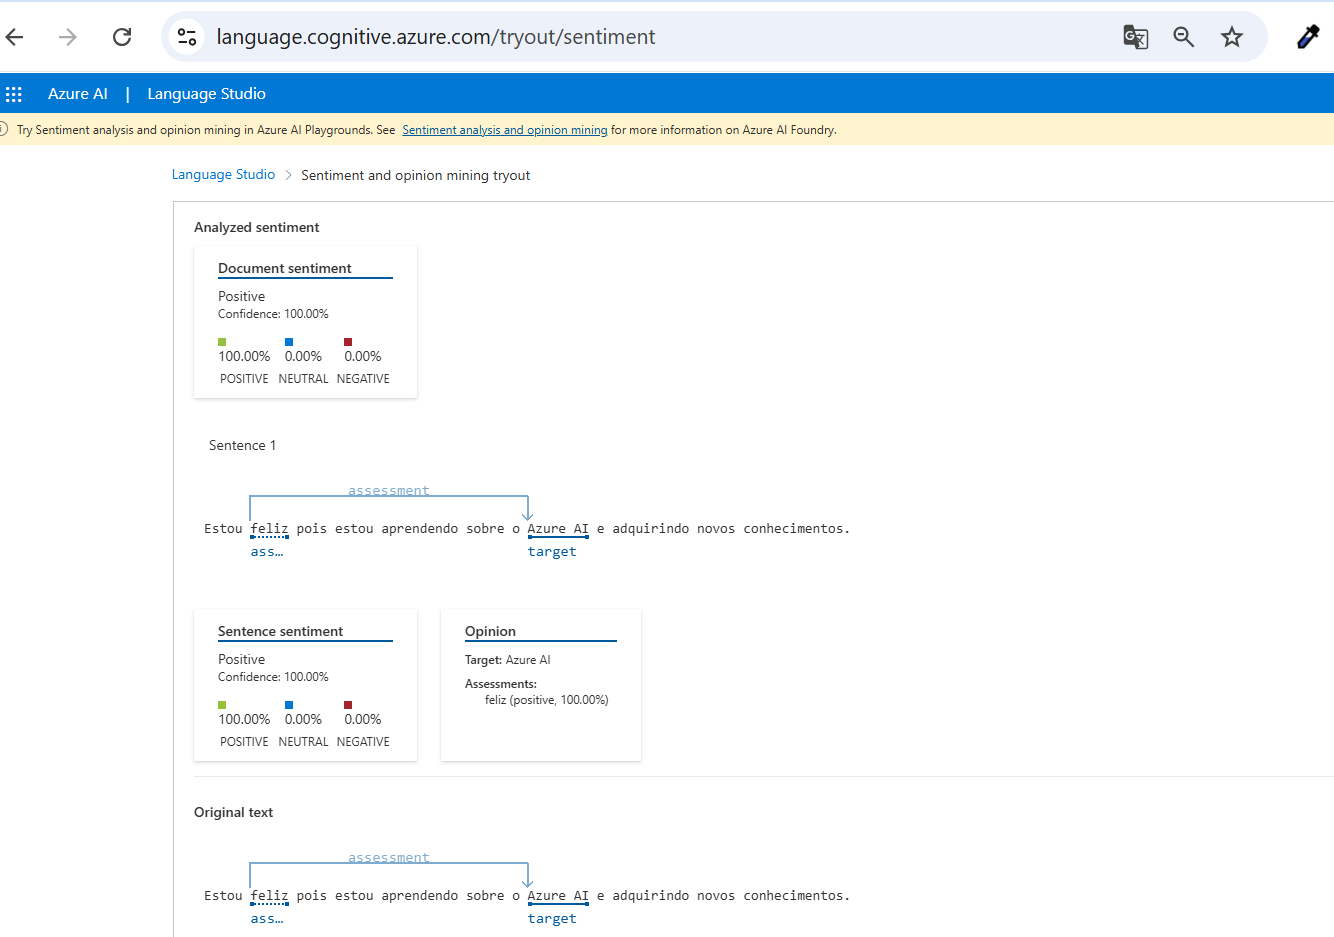 language.cognitive.azure.com/tryout/sentiment
Azure AI | Language Studio
Try Sentiment analysis and opinion mining in Azure AI Playgrounds. See Sentiment analysis and opinion mining for more information on Azure AI Foundry.
Language Studio > Sentiment and opinion mining tryout
Analyzed sentiment
Document sentiment
Positive
Confidence: 100.00%
100.00% 0.00% 0.00%
POSITIVE NEUTRAL NEGATIVE
Sentence 1
assessment
Estou feliz pois estou aprendendo sobre o Azure AI e adquirindo novos conhecimentos.
ass… target
Sentence sentiment
Positive
Confidence: 100.00%
100.00% 0.00% 0.00%
POSITIVE NEUTRAL NEGATIVE
Opinion
Target: Azure AI
Assessments:
feliz (positive, 100.00%)
Original text
assessment
Estou feliz pois estou aprendendo sobre o Azure AI e adquirindo novos conhecimentos.
ass… target